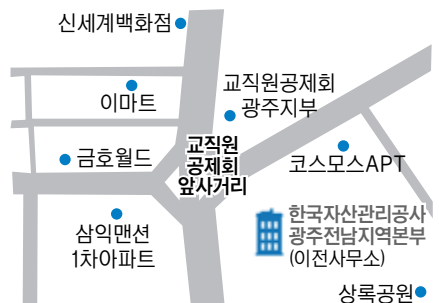 신세계백화점
이마트
교직원공제회
광주지부
금호월드
교직원
공제회
앞사거리
코스모스APT
삼익맨션
1차아파트
한국자산관리공사
광주전남지역본부
(이전사무소)
상록공원